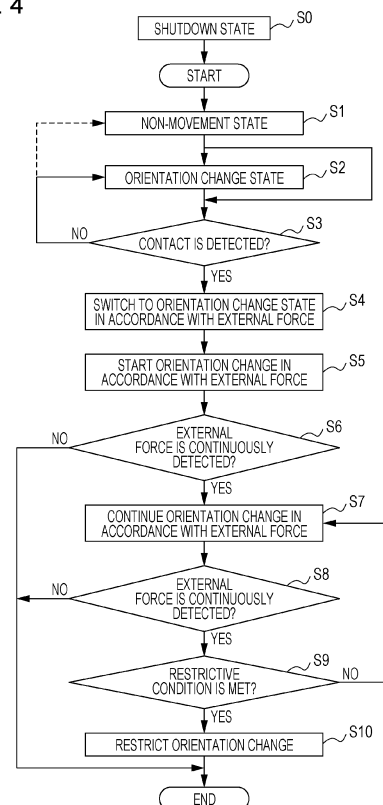 . 4
SHUTDOWN STATE
S0
START
NON-MOVEMENT STATE
S1
ORIENTATION CHANGE STATE
S2
CONTACT IS DETECTED?
S3
NO
YES
SWITCH TO ORIENTATION CHANGE STATE
IN ACCORDANCE WITH EXTERNAL FORCE
S4
START ORIENTATION CHANGE IN
ACCORDANCE WITH EXTERNAL FORCE
S5
EXTERNAL
FORCE IS CONTINUOUSLY
DETECTED?
S6
NO
YES
CONTINUE ORIENTATION CHANGE IN
ACCORDANCE WITH EXTERNAL FORCE
S7
EXTERNAL
FORCE IS CONTINUOUSLY
DETECTED?
S8
NO
YES
RESTRICTIVE
CONDITION IS MET?
S9
NO
YES
RESTRICT ORIENTATION CHANGE
S10
END